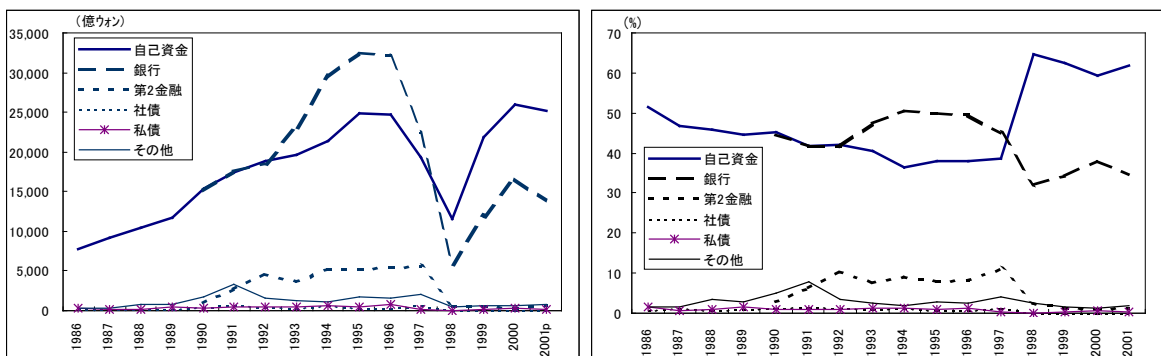 (億ウォン)
35,000
30,000
25,000
20,000
15,000
10,000
5,000
0
自己資金
銀行
第2金融
社債
私債
その他
1986 1987 1988 1989 1990 1991 1992 1993 1994 1995 1996 1997 1998 1999 2000 2001p
(%)
70
60
50
40
30
20
10
0
自己資金
銀行
第2金融
社債
私債
その他
1986 1987 1988 1989 1990 1991 1992 1993 1994 1995 1996 1997 1998 1999 2000 2001